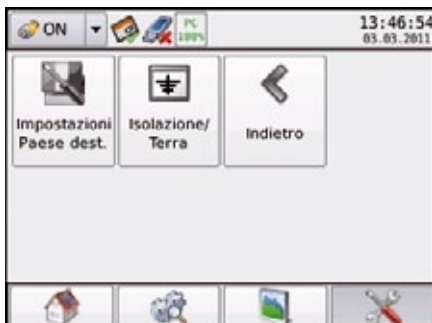 ON
PC
100%
13:46:54
03.03.2011
Impostazioni
Paese dest.
Isolazione/
Terra
Indietro